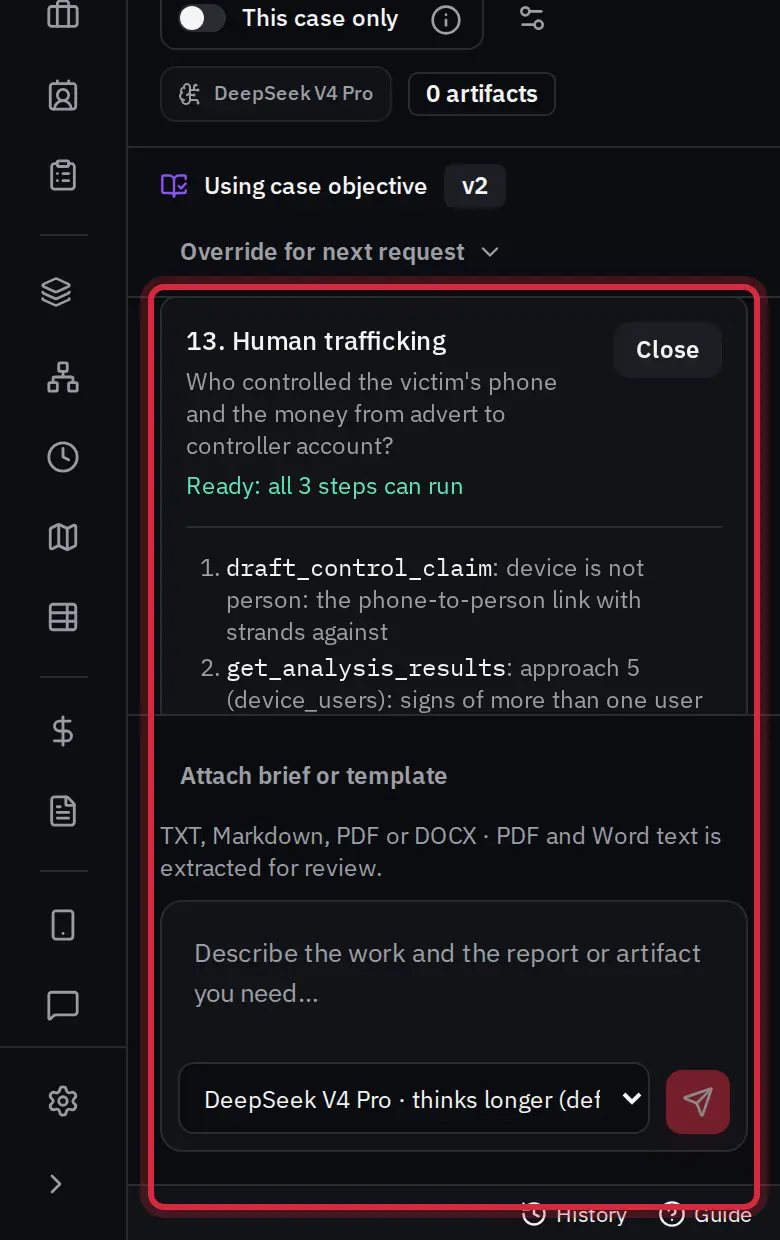 This case only
DeepSeek V4 Pro
0 artifacts
Using case objective v2
Override for next request
13. Human trafficking
Close
Who controlled the victim's phone
and the money from advert to
controller account?
Ready: all 3 steps can run
1. draft_control_claim: device is not
person: the phone-to-person link with
strands against
2. get_analysis_results: approach 5
(device_users): signs of more than one user
Attach brief or template
TXT, Markdown, PDF or DOCX · PDF and Word text is
extracted for review.
Describe the work and the report or artifact
you need...
DeepSeek V4 Pro · thinks longer (def
History
Guide